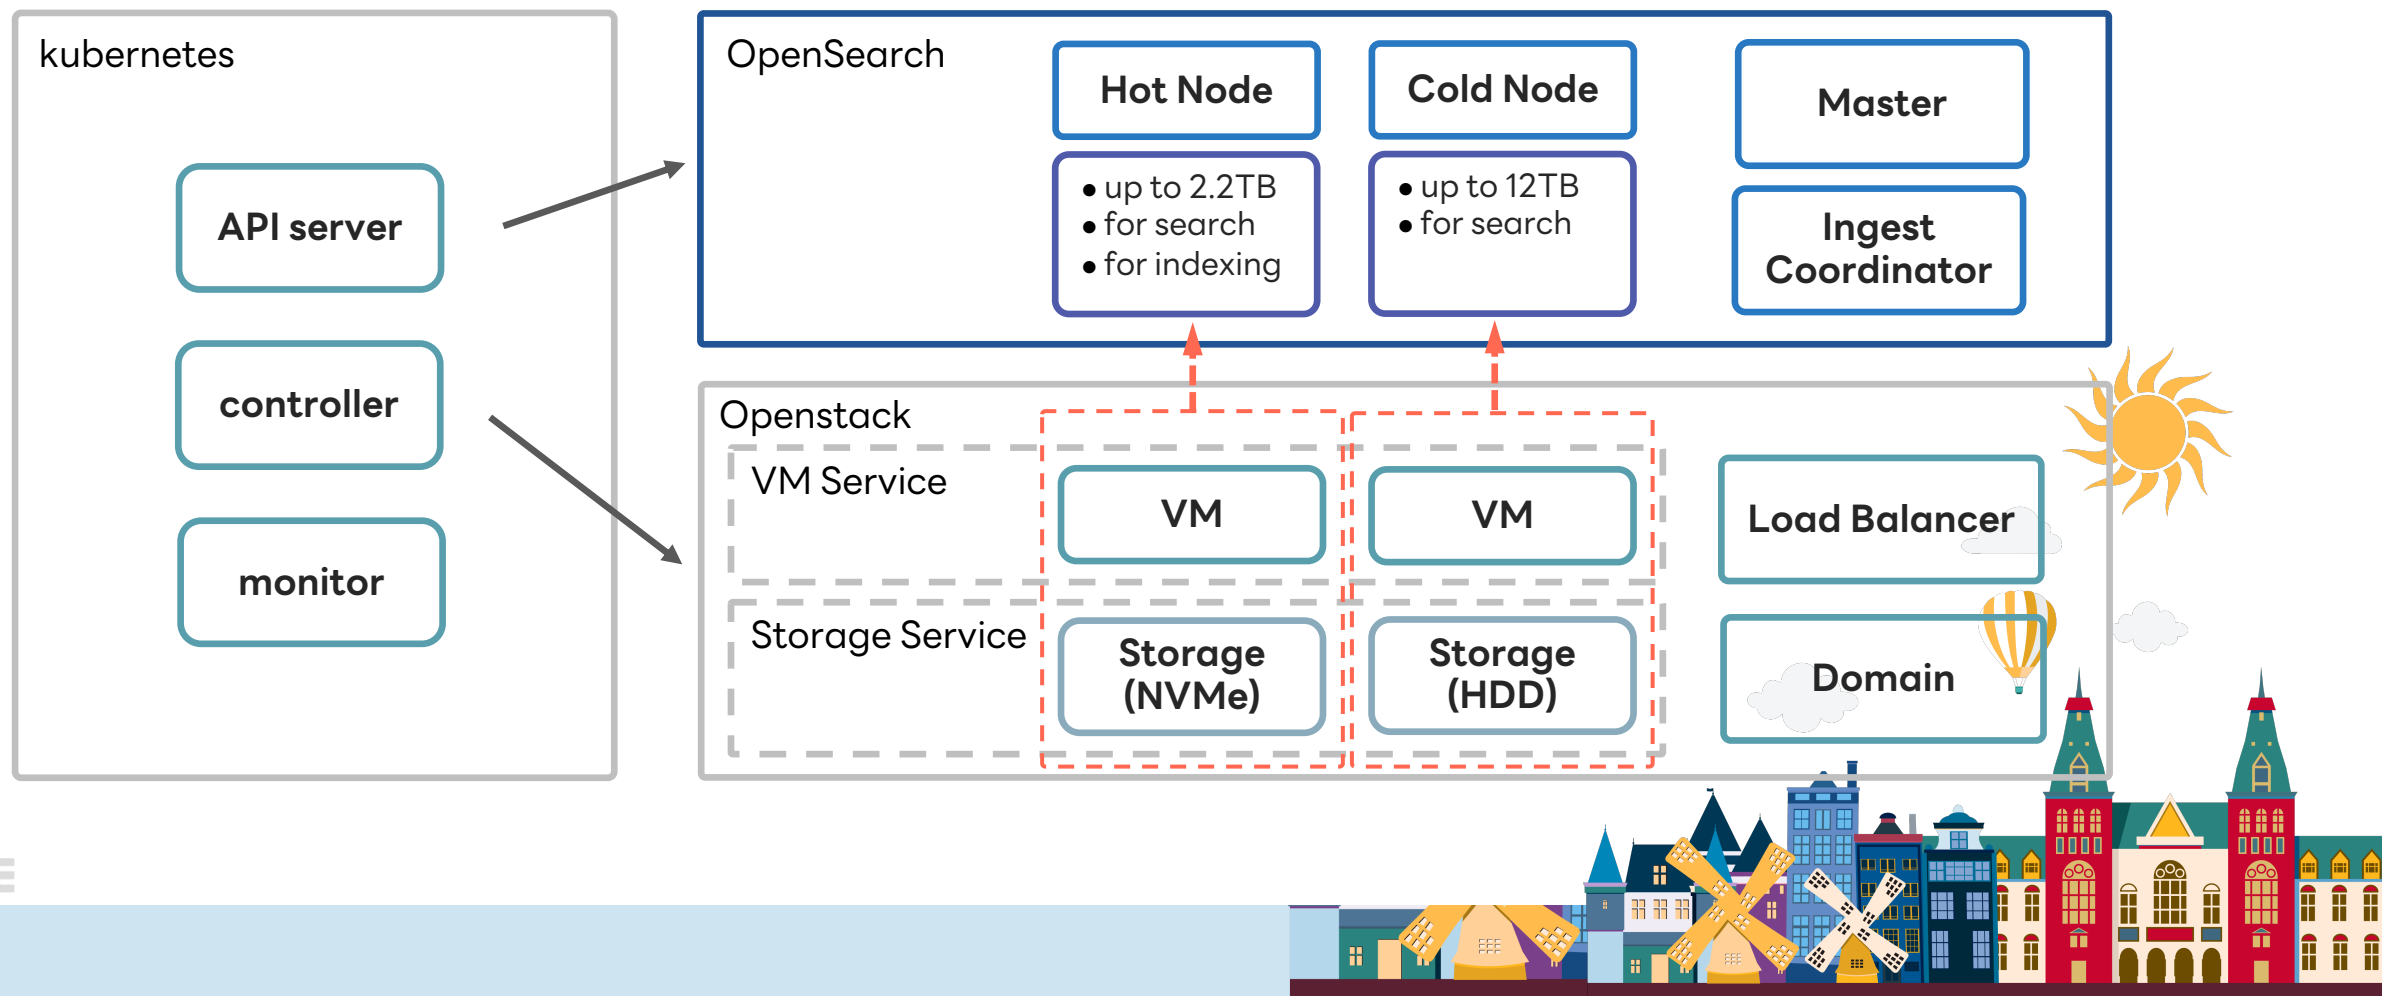 kubernetes
API server
controller
monitor
OpenSearch
Hot Node
• up to 2.2TB
• for search
• for indexing
Cold Node
• up to 12TB
• for search
Master
Ingest
Coordinator
Openstack
VM Service
VM
VM
Storage Service
Storage
(NVMe)
Storage
(HDD)
Load Balancer
Domain